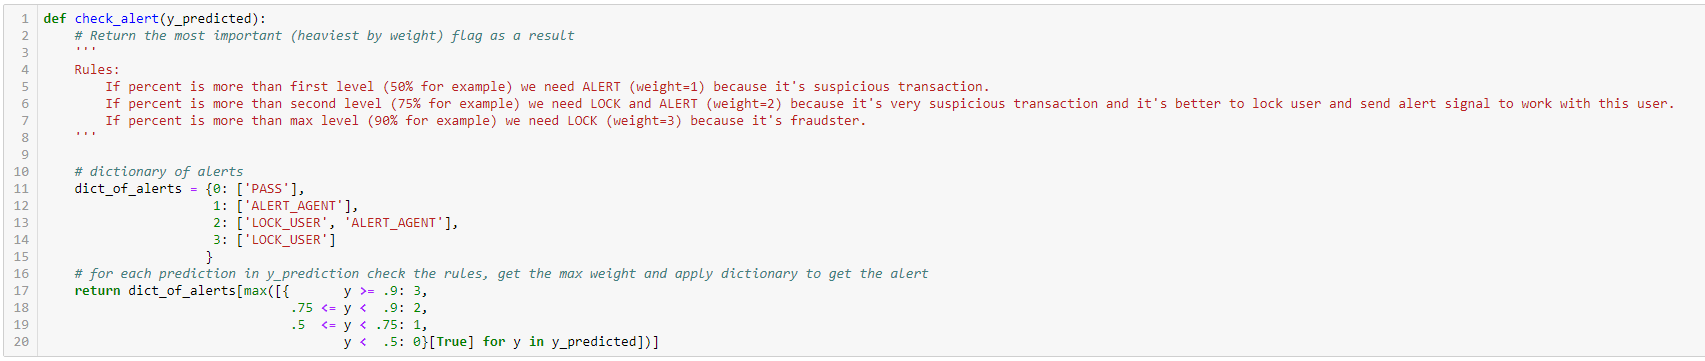 1 def check_alert(y_predicted):
2     # Return the most important (heaviest by weight) flag as a result
3     '''
4     Rules:
5         If percent is more than first level (50% for example) we need ALERT (weight=1) because it's suspicious transaction.
6         If percent is more than second level (75% for example) we need LOCK and ALERT (weight=2) because it's very suspicious transaction and it's better to lock user and send alert signal to work with this user.
7         If percent is more than max level (90% for example) we need LOCK (weight=3) because it's fraudster.
8     '''
9
10     # dictionary of alerts
11     dict_of_alerts = {0: ['PASS'],
12                       1: ['ALERT_AGENT'],
13                       2: ['LOCK_USER', 'ALERT_AGENT'],
14                       3: ['LOCK_USER']
15                      }
16     # for each prediction in y_prediction check the rules, get the max weight and apply dictionary to get the alert
17     return dict_of_alerts[max([{       y >= .9: 3,
18                                 .75 <= y <  .9: 2,
19                                 .5  <= y < .75: 1,
20                                        y <  .5: 0}[True] for y in y_predicted])]